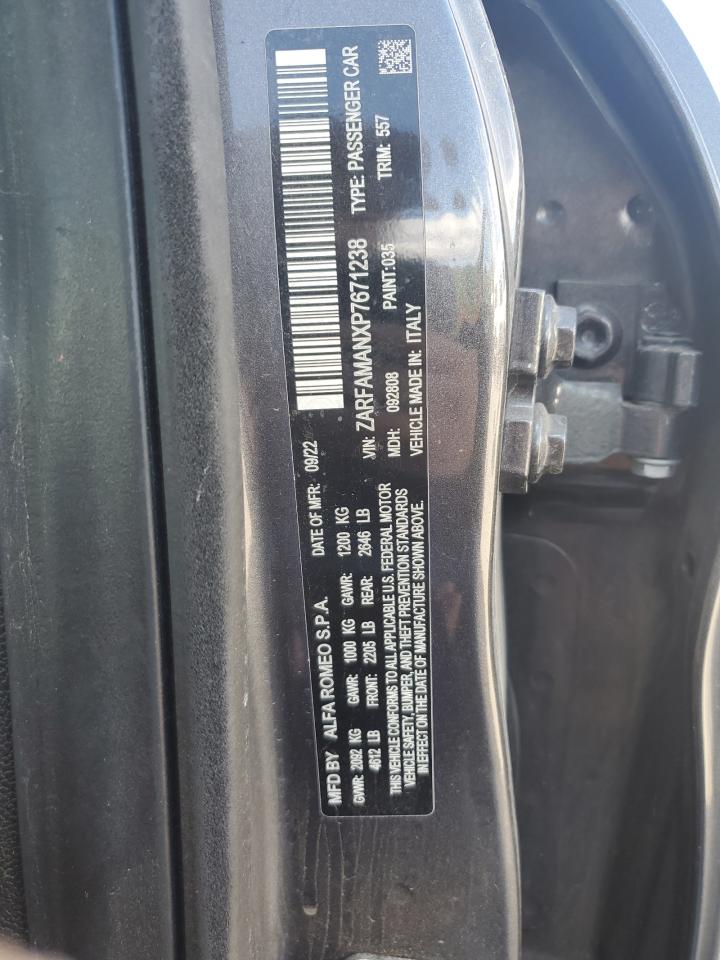 MFD BY ALFA ROMEO S.P.A. DATE OF MFR: 09/22
GVWR: 2092 KG GAWR: 1000 KG GAWR: 1200 KG
4612 LB FRONT: 2205 LB REAR: 2646 LB
THIS VEHICLE CONFORMS TO ALL APPLICABLE U.S. FEDERAL MOTOR
VEHICLE SAFETY, BUMPER, AND THEFT PREVENTION STANDARDS
IN EFFECT ON THE DATE OF MANUFACTURE SHOWN ABOVE.
VIN: ZARFAMANXP7671238 TYPE: PASSENGER CAR
MDH: 092808 PAINT:035 TRIM: 557
VEHICLE MADE IN: ITALY